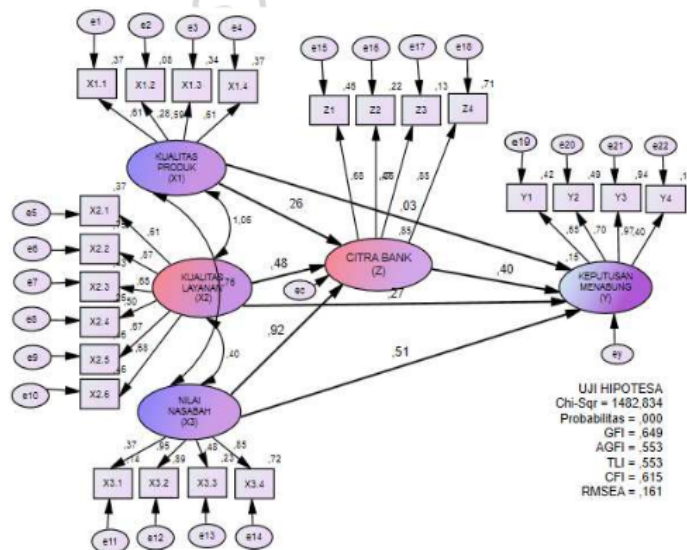 e1 e2 e3 e4
,37 ,08 ,34 ,37
X1.1 X1.2 X1.3 X1.4
,61 ,28 ,59 ,61
KUALITAS
PRODUK
(X1)
e15 e16 e17 e18
,46 ,22 ,13 ,71
Z1 Z2 Z3 Z4
,68
,85
CITRA BANK
(Z)
ec
e19 e20 e21 e22
,42 ,49 ,94
Y1 Y2 Y3 Y4
,65 ,70 ,97 ,40
,15
KEPUTUSAN
MENABUNG
(Y)
ey
e5 X2.1 ,37 ,61
e6 X2.2 ,67
e7 X2.3 ,65
e8 X2.4 ,50
e9 X2.5 ,67
e10 X2.6 ,68
KUALITAS
LAYANAN
(X2)
1,06
,76
,40
,26
,03
,48
,40
,27
,92
,51
NILAI
NASABAH
(X3)
,37 ,95 ,48 ,85
,14 ,89 ,23 ,72
X3.1 X3.2 X3.3 X3.4
e11 e12 e13 e14
UJI HIPOTESA
Chi-Sqr = 1482,834
Probabilitas = ,000
GFI = ,649
AGFI = ,553
TLI = ,553
CFI = ,615
RMSEA = ,161